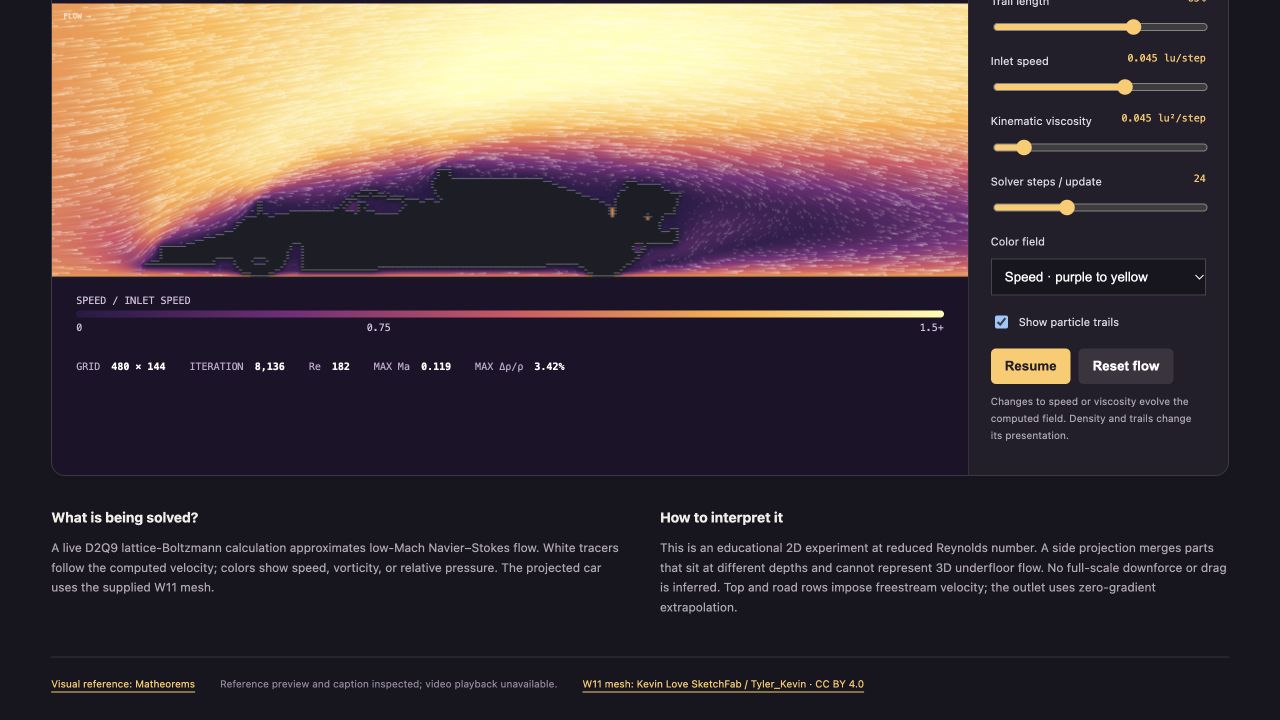 FLOW →
Trail length
Inlet speed
0.045 lu/step
Kinematic viscosity
0.045 lu²/step
Solver steps / update
24
Color field
Speed · purple to yellow
Show particle trails
Resume
Reset flow
Changes to speed or viscosity evolve the
computed field. Density and trails change
its presentation.
SPEED / INLET SPEED
0 0.75 1.5+
GRID 480 × 144 ITERATION 8,136 Re 182 MAX Ma 0.119 MAX Δρ/ρ 3.42%
What is being solved?
A live D2Q9 lattice-Boltzmann calculation approximates low-Mach Navier–Stokes flow. White tracers
follow the computed velocity; colors show speed, vorticity, or relative pressure. The projected car
uses the supplied W11 mesh.
How to interpret it
This is an educational 2D experiment at reduced Reynolds number. A side projection merges parts
that sit at different depths and cannot represent 3D underfloor flow. No full-scale downforce or drag
is inferred. Top and road rows impose freestream velocity; the outlet uses zero-gradient
extrapolation.
Visual reference: Matheorems
Reference preview and caption inspected; video playback unavailable.
W11 mesh: Kevin Love SketchFab / Tyler_Kevin · CC BY 4.0